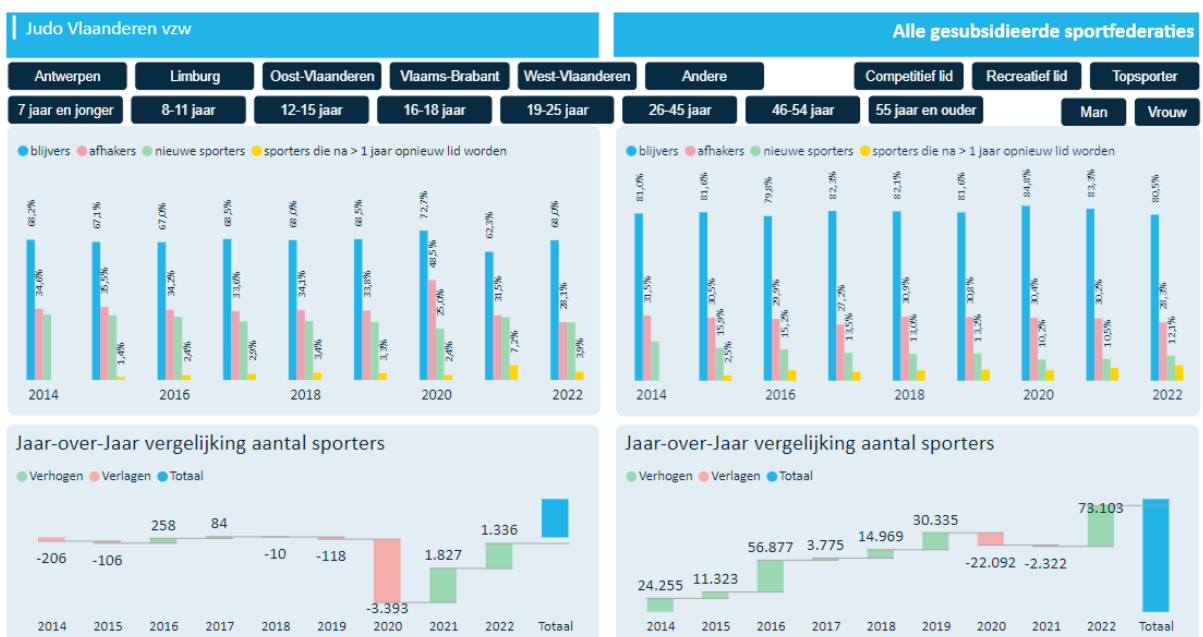 Judo Vlaanderen vzw
Alle gesubsidieerde sportfederaties
Antwerpen Limburg Oost-Vlaanderen Vlaams-Brabant West-Vlaanderen Andere Competitief lid Recreatief lid Topsporter
7 jaar en jonger 8-11 jaar 12-15 jaar 16-18 jaar 19-25 jaar 26-45 jaar 46-54 jaar 55 jaar en ouder Man Vrouw
blijvers afhakers nieuwe sporters sporters die na > 1 jaar opnieuw lid worden
68,2% 34,6% 67,1% 35,5% 1,4% 67,0% 34,2% 2,4% 68,5% 33,6% 2,9% 68,0% 34,1% 3,4% 68,5% 33,8% 3,3% 72,7% 48,5% 25,0% 2,4% 62,3% 31,5% 7,2% 68,0% 28,1% 3,9%
2014 2016 2018 2020 2022
blijvers afhakers nieuwe sporters sporters die na > 1 jaar opnieuw lid worden
81,0% 31,5% 81,6% 30,5% 15,9% 2,5% 79,8% 29,9% 15,2% 82,3% 27,2% 13,5% 82,1% 30,9% 13,0% 81,6% 30,8% 13,2% 84,8% 30,4% 10,2% 83,3% 30,2% 10,5% 80,5% 28,3% 12,1%
2014 2016 2018 2020 2022
Jaar-over-Jaar vergelijking aantal sporters
Verhogen Verlagen Totaal
-206 -106 258 84 -10 -118 -3.393 1.827 1.336
2014 2015 2016 2017 2018 2019 2020 2021 2022 Totaal
Jaar-over-Jaar vergelijking aantal sporters
Verhogen Verlagen Totaal
24.255 11.323 56.877 3.775 14.969 30.335 -22.092 -2.322 73.103
2014 2015 2016 2017 2018 2019 2020 2021 2022 Totaal